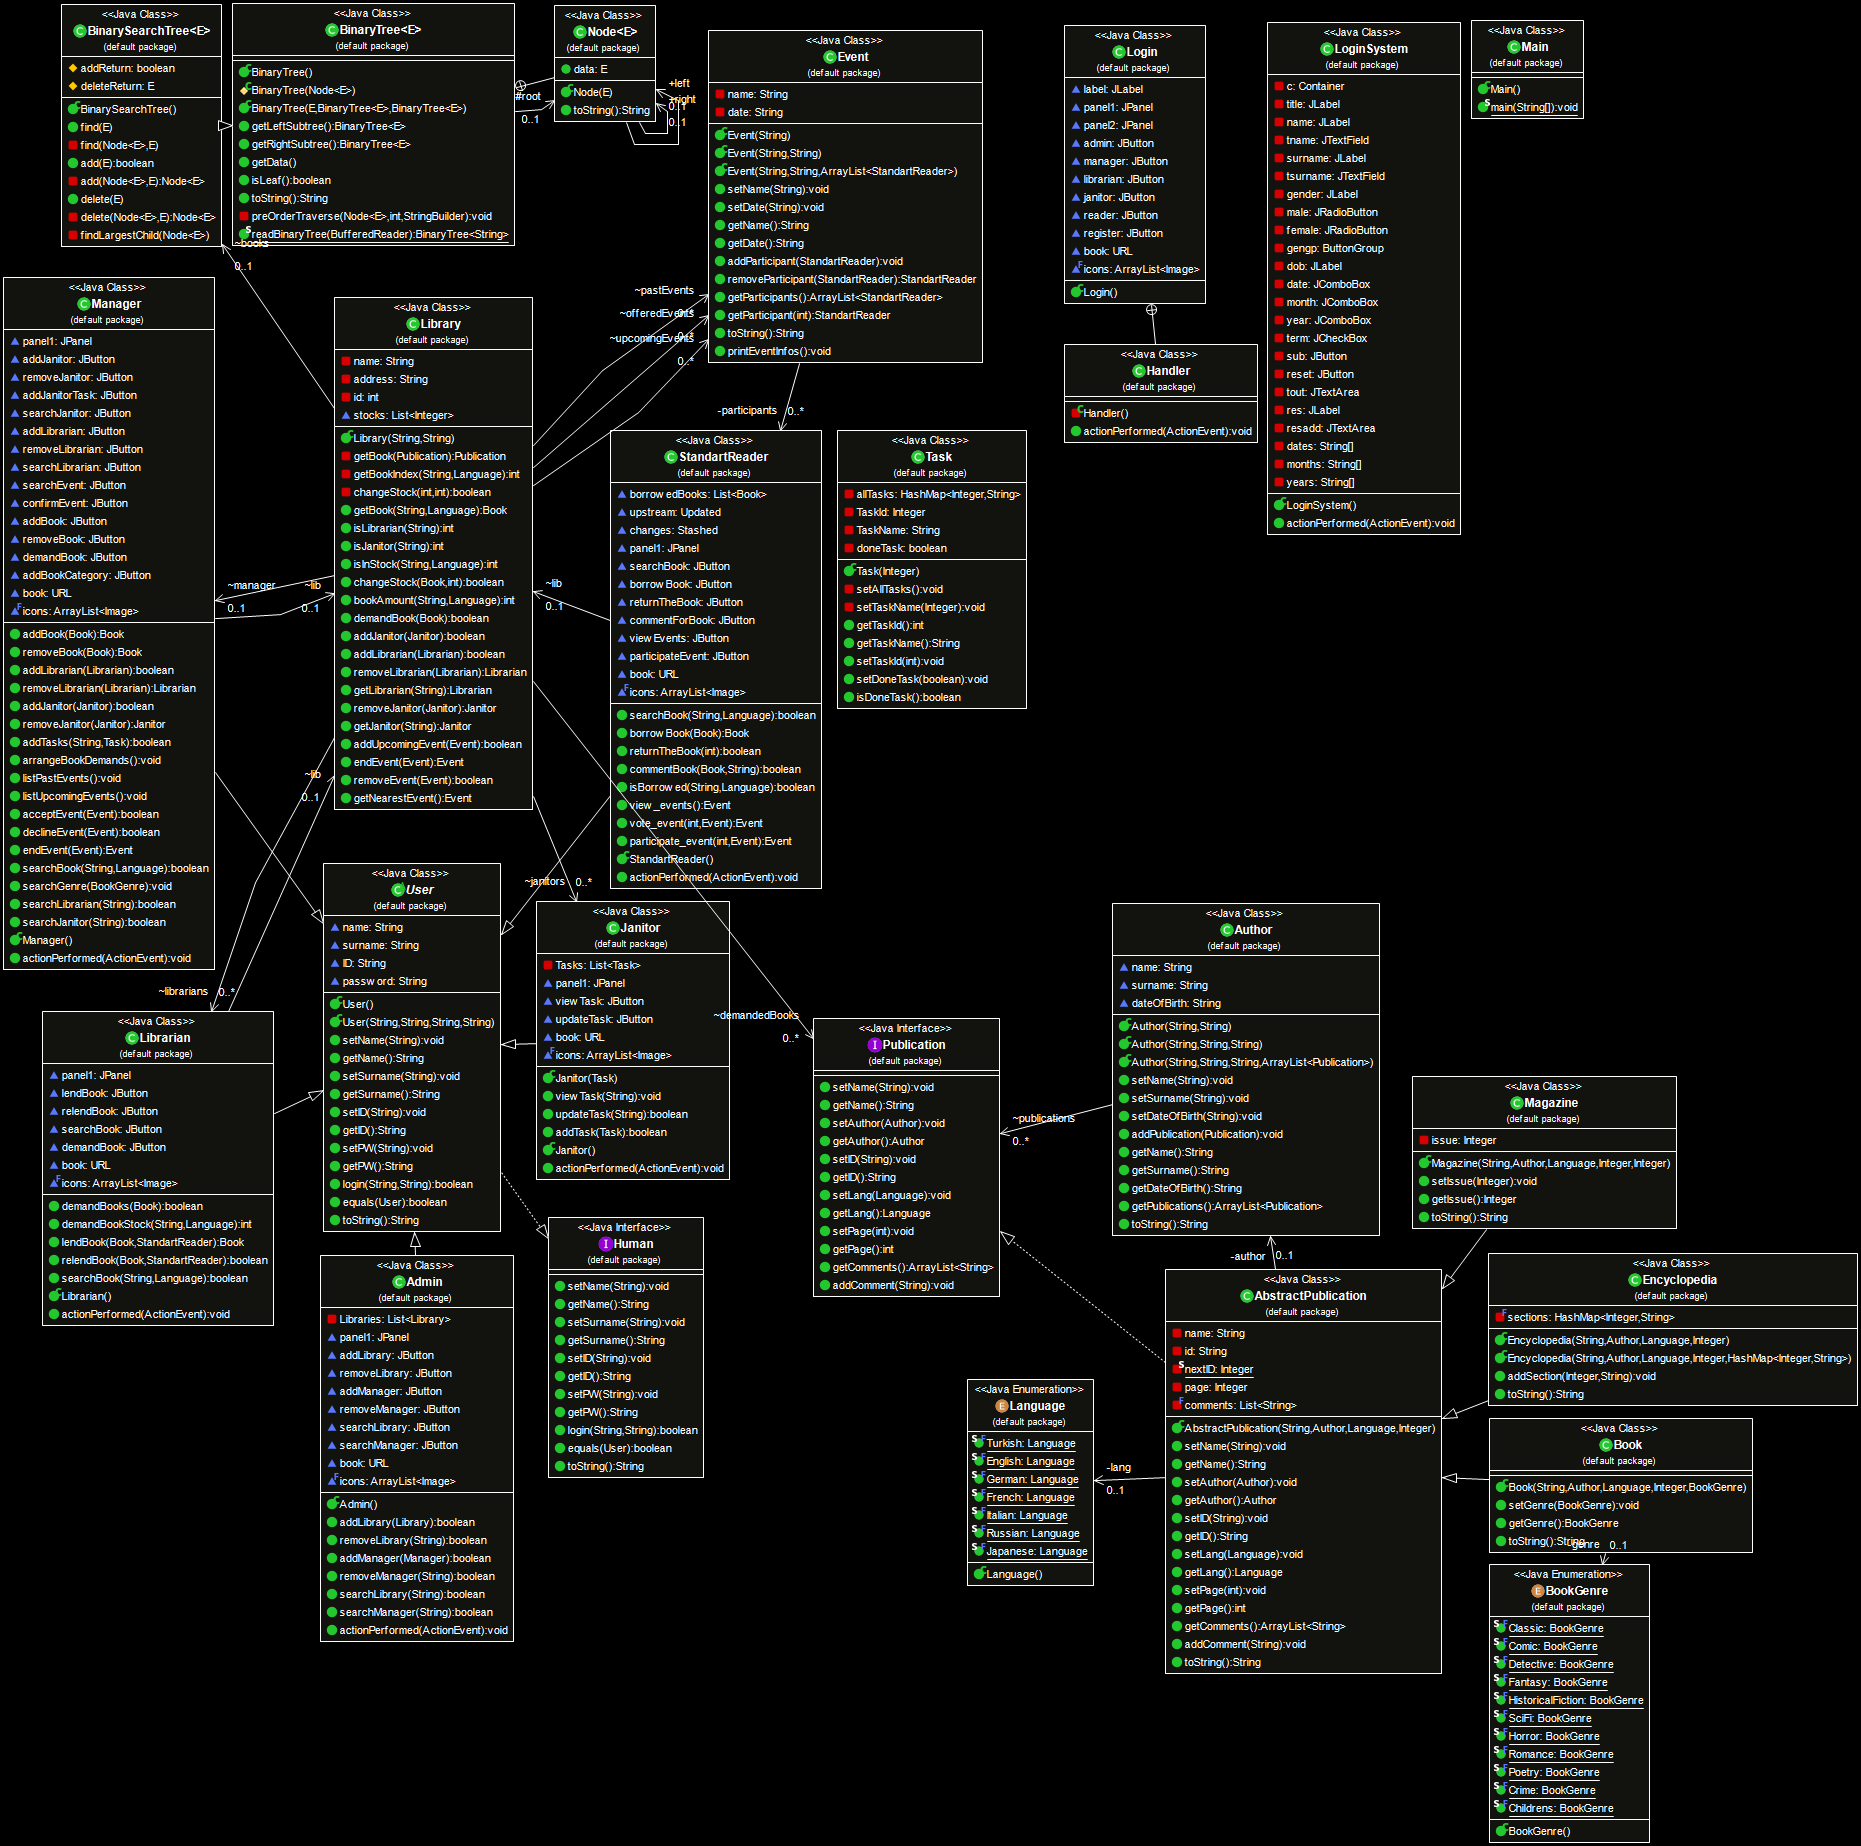 <<Java Class>>
BinarySearchTree<E>
(default package)
addReturn: boolean
deleteReturn: E
BinarySearchTree()
find(E)
find(Node<E>,E)
add(E):boolean
add(Node<E>,E):Node<E>
delete(E)
delete(Node<E>,E):Node<E>
findLargestChild(Node<E>)
<<Java Class>>
BinaryTree<E>
(default package)
BinaryTree()
BinaryTree(Node<E>)
BinaryTree(E,BinaryTree<E>,BinaryTree<E>)
getLeftSubtree():BinaryTree<E>
getRightSubtree():BinaryTree<E>
getData()
isLeaf():boolean
toString():String
preOrderTraverse(Node<E>,int,StringBuilder):void
readBinaryTree(BufferedReader):BinaryTree<String>
~books
0..1
#root
0..1
<<Java Class>>
Node<E>
(default package)
data: E
Node(E)
toString():String
+left
+right
0..1
0..1
<<Java Class>>
Event
(default package)
name: String
date: String
Event(String)
Event(String,String)
Event(String,String,ArrayList<StandartReader>)
setName(String):void
setDate(String):void
getName():String
getDate():String
addParticipant(StandartReader):void
removeParticipant(StandartReader):StandartReader
getParticipants():ArrayList<StandartReader>
getParticipant(int):StandartReader
toString():String
printEventInfos():void
~pastEvents
0..*
~offeredEvents
0..*
~upcomingEvents
0..*
-participants
0..*
<<Java Class>>
Login
(default package)
label: JLabel
panel1: JPanel
panel2: JPanel
admin: JButton
manager: JButton
librarian: JButton
janitor: JButton
reader: JButton
register: JButton
book: URL
icons: ArrayList<Image>
Login()
<<Java Class>>
Handler
(default package)
Handler()
actionPerformed(ActionEvent):void
<<Java Class>>
LoginSystem
(default package)
c: Container
title: JLabel
name: JLabel
tname: JTextField
surname: JLabel
tsurname: JTextField
gender: JLabel
male: JRadioButton
female: JRadioButton
gengp: ButtonGroup
dob: JLabel
date: JComboBox
month: JComboBox
year: JComboBox
term: JCheckBox
sub: JButton
reset: JButton
tout: JTextArea
res: JLabel
resadd: JTextArea
dates: String[]
months: String[]
years: String[]
LoginSystem()
actionPerformed(ActionEvent):void
<<Java Class>>
Main
(default package)
Main()
main(String[]):void
<<Java Class>>
Manager
(default package)
panel1: JPanel
addJanitor: JButton
removeJanitor: JButton
addJanitorTask: JButton
searchJanitor: JButton
addLibrarian: JButton
removeLibrarian: JButton
searchLibrarian: JButton
searchEvent: JButton
confirmEvent: JButton
addBook: JButton
removeBook: JButton
demandBook: JButton
addBookCategory: JButton
book: URL
icons: ArrayList<Image>
addBook(Book):Book
removeBook(Book):Book
addLibrarian(Librarian):boolean
removeLibrarian(Librarian):Librarian
addJanitor(Janitor):boolean
removeJanitor(Janitor):Janitor
addTasks(String,Task):boolean
arrangeBookDemands():void
listPastEvents():void
listUpcomingEvents():void
acceptEvent(Event):boolean
declineEvent(Event):boolean
endEvent(Event):Event
searchBook(String,Language):boolean
searchGenre(BookGenre):void
searchLibrarian(String):boolean
searchJanitor(String):boolean
Manager()
actionPerformed(ActionEvent):void
~manager
0..1
~lib
0..1
<<Java Class>>
Library
(default package)
name: String
address: String
id: int
stocks: List<Integer>
Library(String,String)
getBook(Publication):Publication
getBookIndex(String,Language):int
changeStock(int,int):boolean
getBook(String,Language):Book
isLibrarian(String):int
isJanitor(String):int
isInStock(String,Language):int
changeStock(Book,int):boolean
bookAmount(String,Language):int
demandBook(Book):boolean
addJanitor(Janitor):boolean
addLibrarian(Librarian):boolean
removeLibrarian(Librarian):Librarian
getLibrarian(String):Librarian
removeJanitor(Janitor):Janitor
getJanitor(String):Janitor
addUpcomingEvent(Event):boolean
endEvent(Event):Event
removeEvent(Event):boolean
getNearestEvent():Event
~lib
0..1
~lib
0..1
<<Java Class>>
StandartReader
(default package)
borrowedBooks: List<Book>
upstream: Updated
changes: Stashed
panel1: JPanel
searchBook: JButton
borrowBook: JButton
returnTheBook: JButton
commentForBook: JButton
viewEvents: JButton
participateEvent: JButton
book: URL
icons: ArrayList<Image>
searchBook(String,Language):boolean
borrowBook(Book):Book
returnTheBook(int):boolean
commentBook(Book,String):boolean
isBorrowed(String,Language):boolean
view_events():Event
vote_event(int,Event):Event
participate_event(int,Event):Event
StandartReader()
actionPerformed(ActionEvent):void
<<Java Class>>
Task
(default package)
allTasks: HashMap<Integer,String>
TaskId: Integer
TaskName: String
doneTask: boolean
Task(Integer)
setAllTasks():void
setTaskName(Integer):void
getTaskId():int
getTaskName():String
setTaskId(int):void
setDoneTask(boolean):void
isDoneTask():boolean
~librarians
0..*
<<Java Class>>
User
(default package)
name: String
surname: String
ID: String
password: String
User()
User(String,String,String,String)
setName(String):void
getName():String
setSurname(String):void
getSurname():String
setID(String):void
getID():String
setPW(String):void
getPW():String
login(String,String):boolean
equals(User):boolean
toString():String
~janitors
0..*
<<Java Class>>
Janitor
(default package)
Tasks: List<Task>
panel1: JPanel
viewTask: JButton
updateTask: JButton
book: URL
icons: ArrayList<Image>
Janitor(Task)
viewTask(String):void
updateTask(String):boolean
addTask(Task):boolean
Janitor()
actionPerformed(ActionEvent):void
~demandedBooks
0..*
<<Java Class>>
Librarian
(default package)
panel1: JPanel
lendBook: JButton
relendBook: JButton
searchBook: JButton
demandBook: JButton
book: URL
icons: ArrayList<Image>
demandBooks(Book):boolean
demandBookStock(String,Language):int
lendBook(Book,StandartReader):Book
relendBook(Book,StandartReader):boolean
searchBook(String,Language):boolean
Librarian()
actionPerformed(ActionEvent):void
<<Java Class>>
Admin
(default package)
Libraries: List<Library>
panel1: JPanel
addLibrary: JButton
removeLibrary: JButton
addManager: JButton
removeManager: JButton
searchLibrary: JButton
searchManager: JButton
book: URL
icons: ArrayList<Image>
Admin()
addLibrary(Library):boolean
removeLibrary(String):boolean
addManager(Manager):boolean
removeManager(String):boolean
searchLibrary(String):boolean
searchManager(String):boolean
actionPerformed(ActionEvent):void
<<Java Interface>>
Human
(default package)
setName(String):void
getName():String
setSurname(String):void
getSurname():String
setID(String):void
getID():String
setPW(String):void
getPW():String
login(String,String):boolean
equals(User):boolean
toString():String
<<Java Interface>>
Publication
(default package)
setName(String):void
getName():String
setAuthor(Author):void
getAuthor():Author
setID(String):void
getID():String
setLang(Language):void
getLang():Language
setPage(int):void
getPage():int
getComments():ArrayList<String>
addComment(String):void
~publications
0..*
<<Java Class>>
Author
(default package)
name: String
surname: String
dateOfBirth: String
Author(String,String)
Author(String,String,String)
Author(String,String,String,ArrayList<Publication>)
setName(String):void
setSurname(String):void
setDateOfBirth(String):void
addPublication(Publication):void
getName():String
getSurname():String
getDateOfBirth():String
getPublications():ArrayList<Publication>
toString():String
-author
0..1
<<Java Class>>
Magazine
(default package)
issue: Integer
Magazine(String,Author,Language,Integer,Integer)
setIssue(Integer):void
getIssue():Integer
toString():String
<<Java Class>>
AbstractPublication
(default package)
name: String
id: String
nextID: Integer
page: Integer
comments: List<String>
AbstractPublication(String,Author,Language,Integer)
setName(String):void
getName():String
setAuthor(Author):void
getAuthor():Author
setID(String):void
getID():String
setLang(Language):void
getLang():Language
setPage(int):void
getPage():int
getComments():ArrayList<String>
addComment(String):void
toString():String
<<Java Class>>
Encyclopedia
(default package)
sections: HashMap<Integer,String>
Encyclopedia(String,Author,Language,Integer)
Encyclopedia(String,Author,Language,Integer,HashMap<Integer,String>)
addSection(Integer,String):void
toString():String
<<Java Enumeration>>
Language
(default package)
Turkish: Language
English: Language
German: Language
French: Language
Italian: Language
Russian: Language
Japanese: Language
Language()
-lang
0..1
<<Java Class>>
Book
(default package)
Book(String,Author,Language,Integer,BookGenre)
setGenre(BookGenre):void
getGenre():BookGenre
toString():String
-genre
0..1
<<Java Enumeration>>
BookGenre
(default package)
Classic: BookGenre
Comic: BookGenre
Detective: BookGenre
Fantasy: BookGenre
HistoricalFiction: BookGenre
SciFi: BookGenre
Horror: BookGenre
Romance: BookGenre
Poetry: BookGenre
Crime: BookGenre
Childrens: BookGenre
BookGenre()